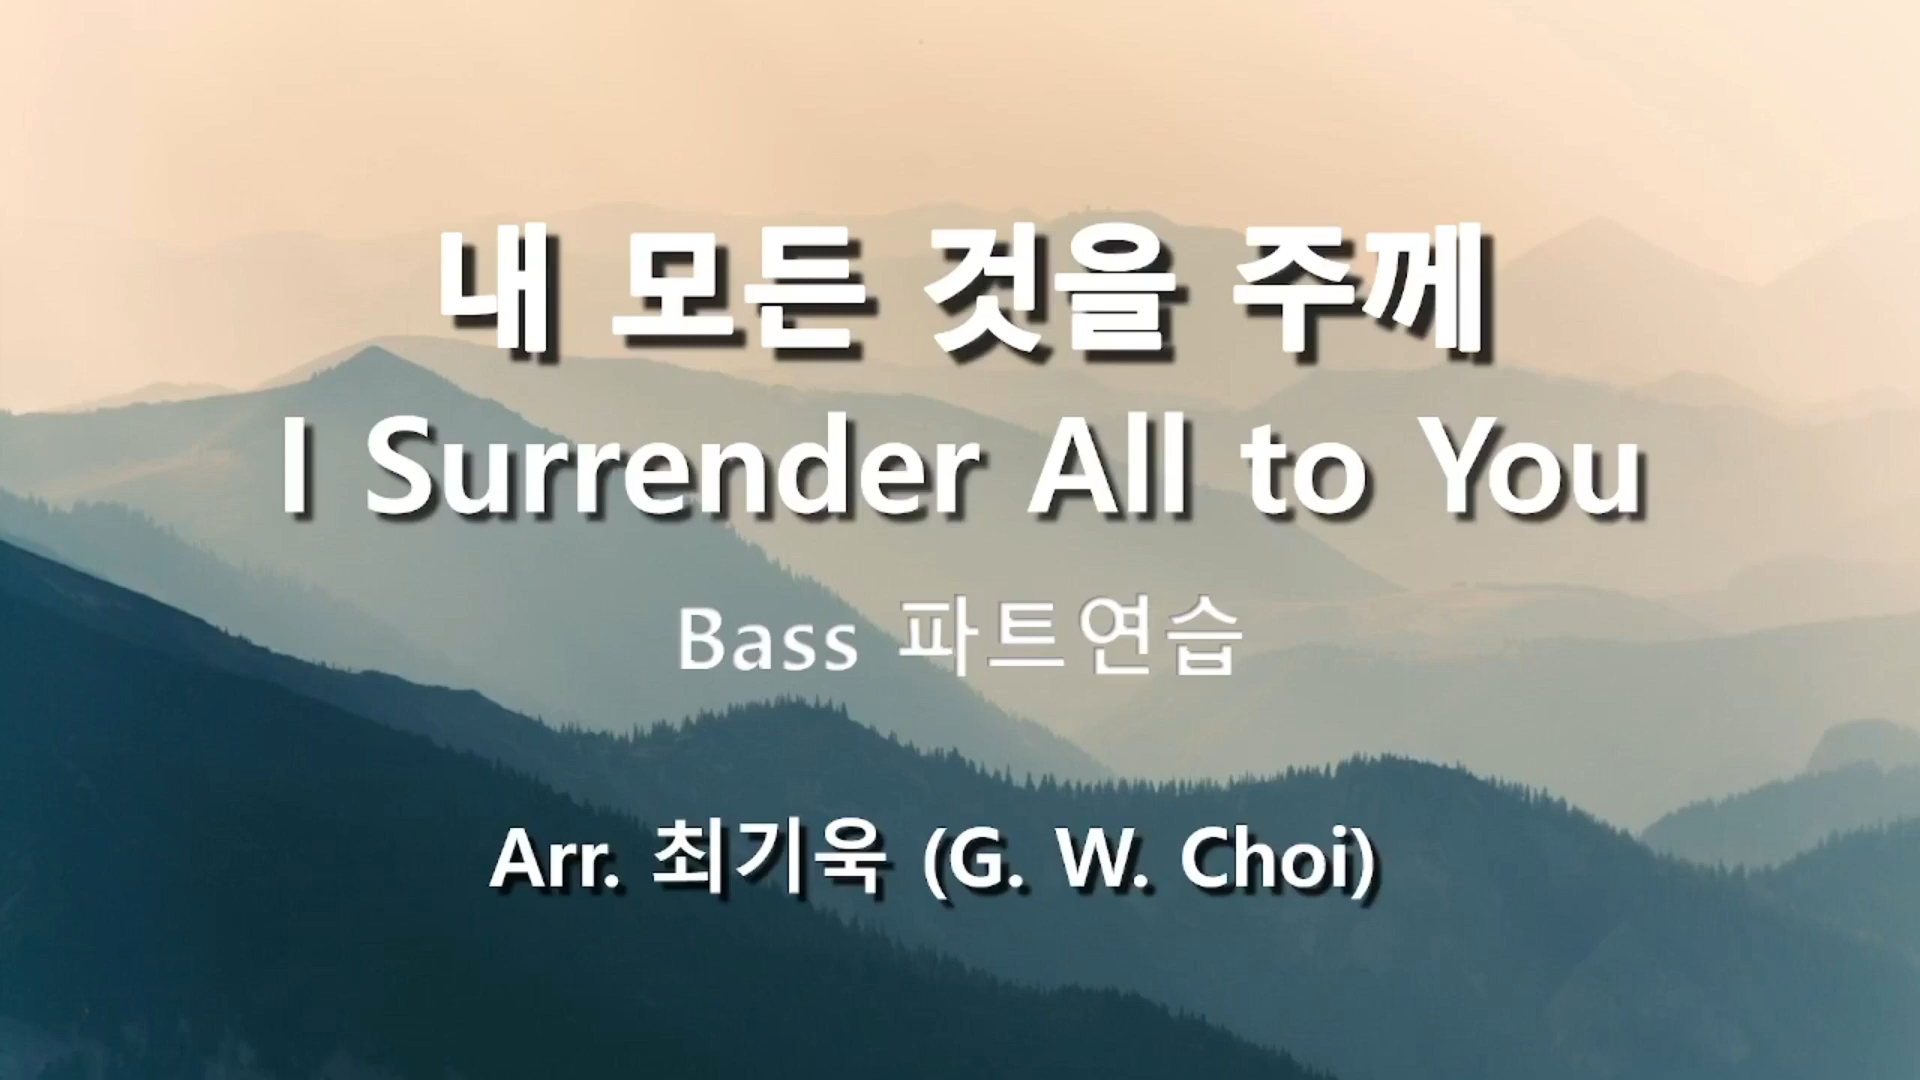 내 모든 것을 주께
I Surrender All to You
Bass 파트연습
Arr. 최기욱 (G. W. Choi)